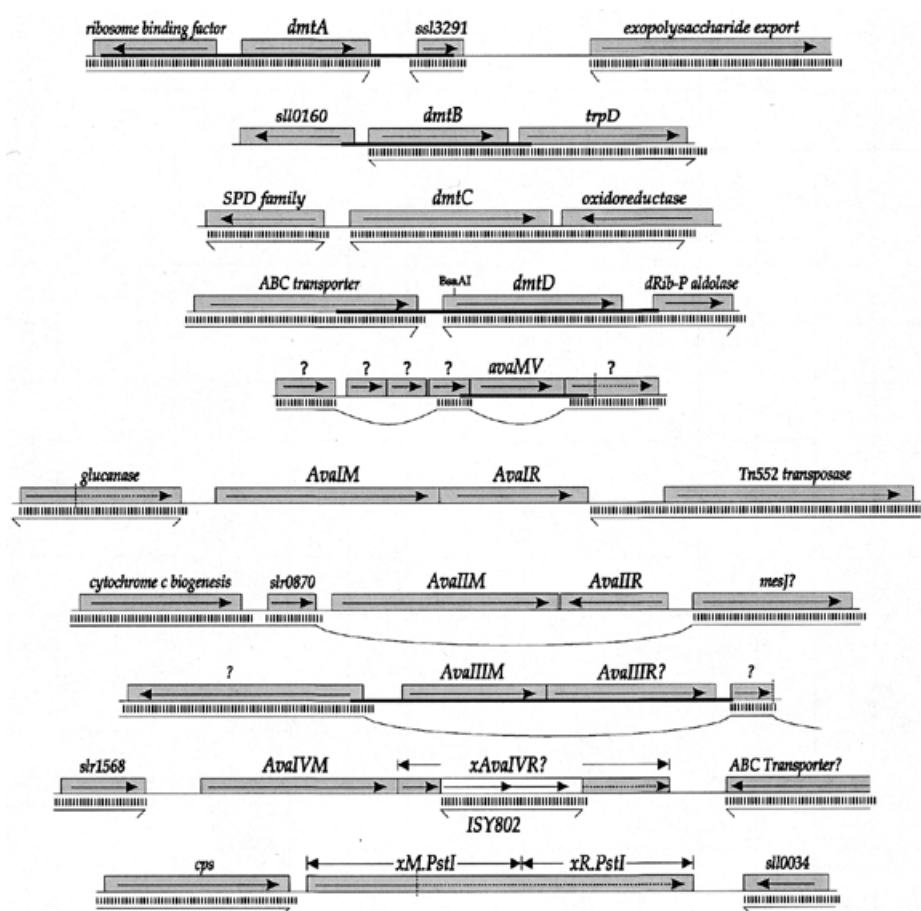 ribosome binding factor dmtA ssl3291 exopolysaccharide export
sll0160 dmtB trpD
SPD family dmtC oxidoreductase
ABC transporter BsaAI dmtD dRib-P aldolase
? ? ? ? avaMV ?
glucanase AvaIM AvaIR Tn552 transposase
cytochrome c biogenesis slr0870 AvaIIM AvaIIR mesJ?
? AvaIIIM AvaIIIR? ?
slr1568 AvaIVM xAvaIVR? ABC Transporter?
ISY802
cps xM.PstI xR.PstI sll0034